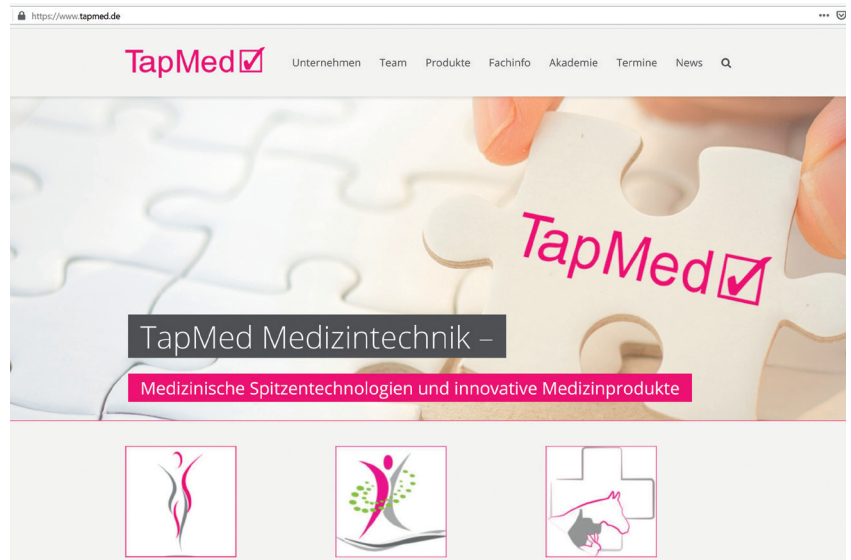 https://www.tapmed.de
TapMed
Unternehmen Team Produkte Fachinfo Akademie Termine News
TapMed
TapMed Medizintechnik –
Medizinische Spitzentechnologien und innovative Medizinprodukte